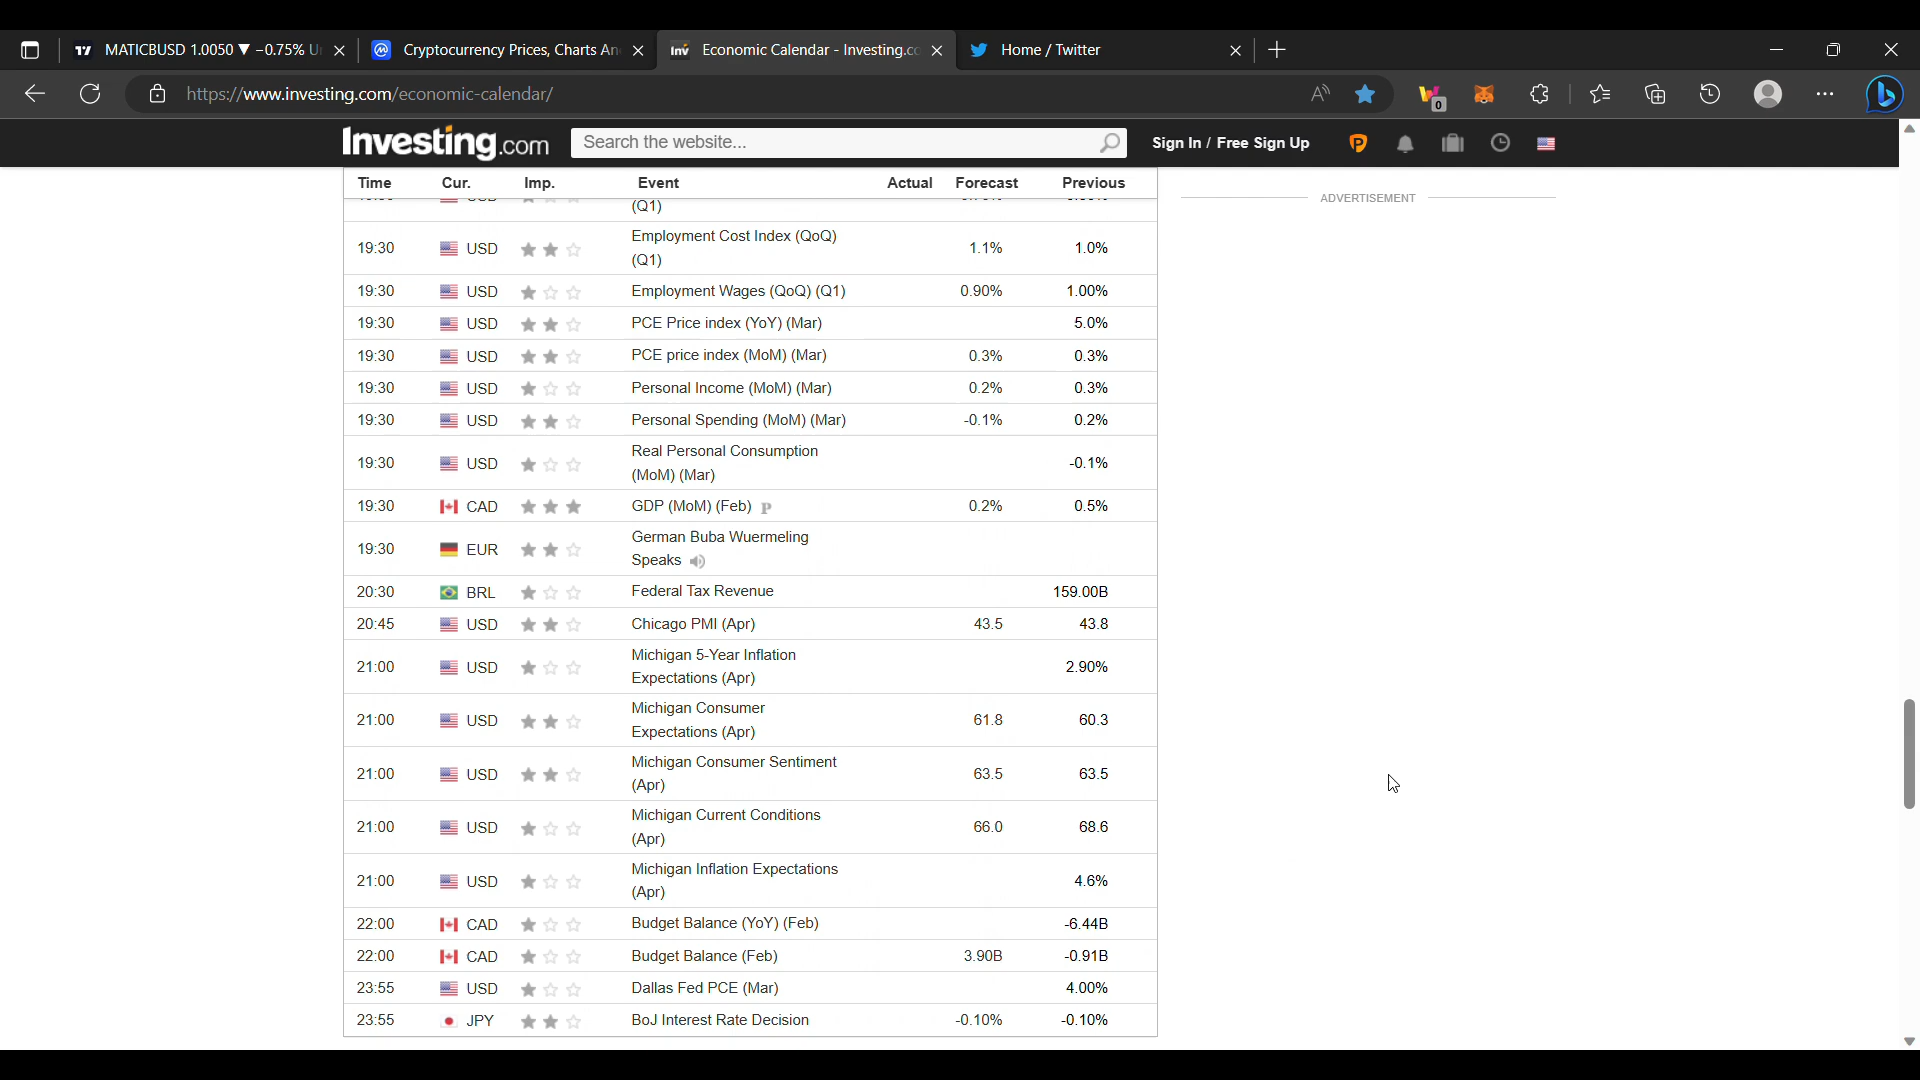 MATICBUSD 1.0050 ▼ −0.75% U
Cryptocurrency Prices, Charts An
Economic Calendar - Investing.co
Home / Twitter
https://www.investing.com/economic-calendar/
0
Investing.com
Search the website...
Sign In / Free Sign Up
Time Cur. Imp. Event Actual Forecast Previous
ADVERTISEMENT
(Q1)
19:30 USD Employment Cost Index (QoQ) (Q1) 1.1% 1.0%
19:30 USD Employment Wages (QoQ) (Q1) 0.90% 1.00%
19:30 USD PCE Price index (YoY) (Mar) 5.0%
19:30 USD PCE price index (MoM) (Mar) 0.3% 0.3%
19:30 USD Personal Income (MoM) (Mar) 0.2% 0.3%
19:30 USD Personal Spending (MoM) (Mar) -0.1% 0.2%
19:30 USD Real Personal Consumption (MoM) (Mar) -0.1%
19:30 CAD GDP (MoM) (Feb) P 0.2% 0.5%
19:30 EUR German Buba Wuermeling Speaks
20:30 BRL Federal Tax Revenue 159.00B
20:45 USD Chicago PMI (Apr) 43.5 43.8
21:00 USD Michigan 5-Year Inflation Expectations (Apr) 2.90%
21:00 USD Michigan Consumer Expectations (Apr) 61.8 60.3
21:00 USD Michigan Consumer Sentiment (Apr) 63.5 63.5
21:00 USD Michigan Current Conditions (Apr) 66.0 68.6
21:00 USD Michigan Inflation Expectations (Apr) 4.6%
22:00 CAD Budget Balance (YoY) (Feb) -6.44B
22:00 CAD Budget Balance (Feb) 3.90B -0.91B
23:55 USD Dallas Fed PCE (Mar) 4.00%
23:55 JPY BoJ Interest Rate Decision -0.10% -0.10%